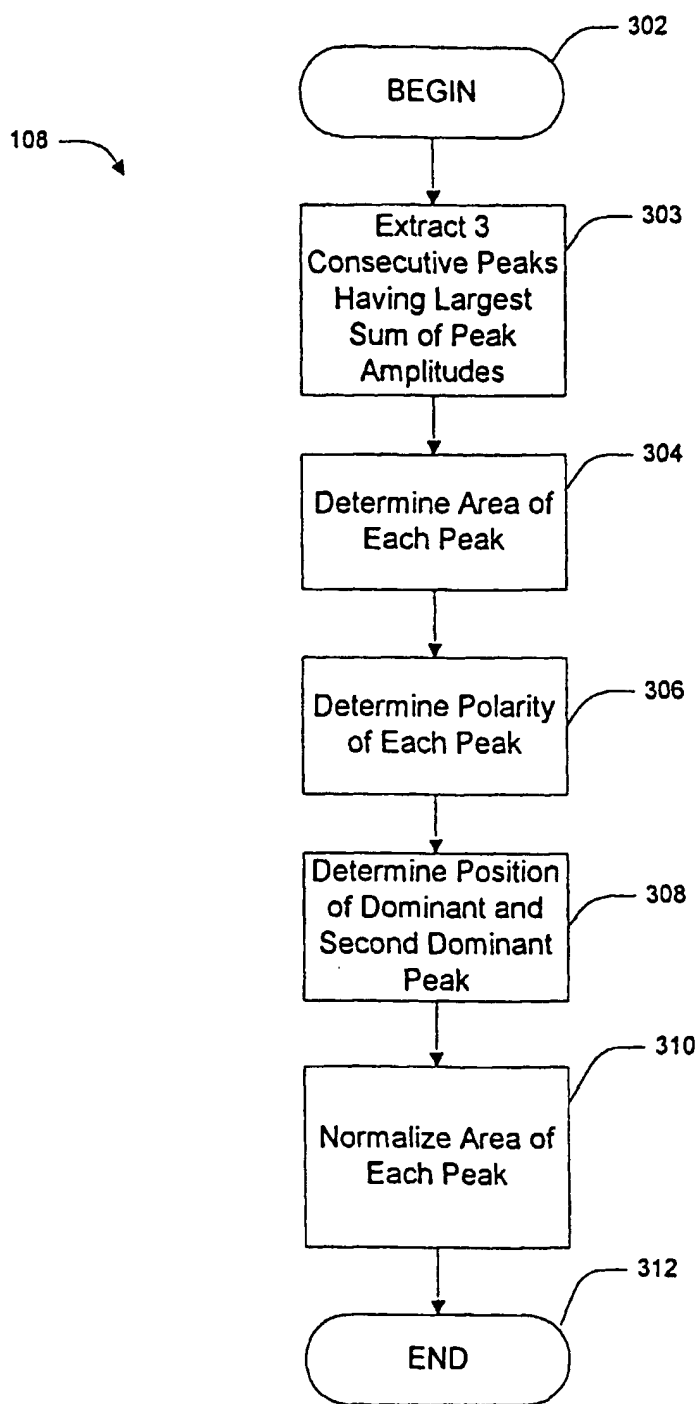 302
BEGIN
108
303
Extract 3
Consecutive Peaks
Having Largest
Sum of Peak
Amplitudes
304
Determine Area of
Each Peak
306
Determine Polarity
of Each Peak
Determine Position
of Dominant and
308
Second Dominant
Peak
310
Normalize Area of
Each Peak
312
END